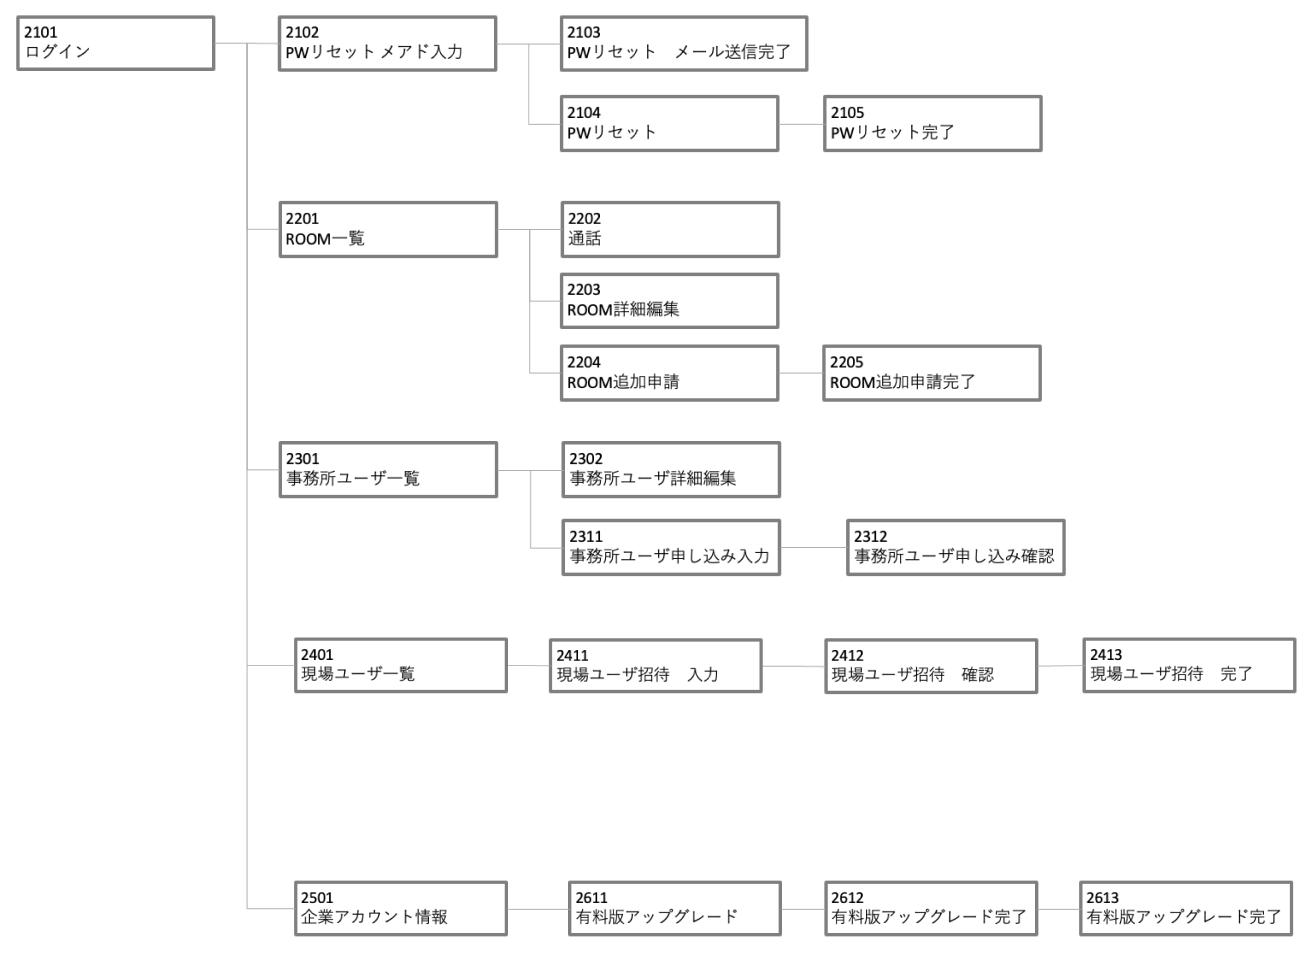 2101
ログイン
2102
PWリセット メアド入力
2103
PWリセット　メール送信完了
2104
PWリセット
2105
PWリセット完了
2201
ROOM一覧
2202
通話
2203
ROOM詳細編集
2204
ROOM追加申請
2205
ROOM追加申請完了
2301
事務所ユーザ一覧
2302
事務所ユーザ詳細編集
2311
事務所ユーザ申し込み入力
2312
事務所ユーザ申し込み確認
2401
現場ユーザ一覧
2411
現場ユーザ招待　入力
2412
現場ユーザ招待　確認
2413
現場ユーザ招待　完了
2501
企業アカウント情報
2611
有料版アップグレード
2612
有料版アップグレード完了
2613
有料版アップグレード完了